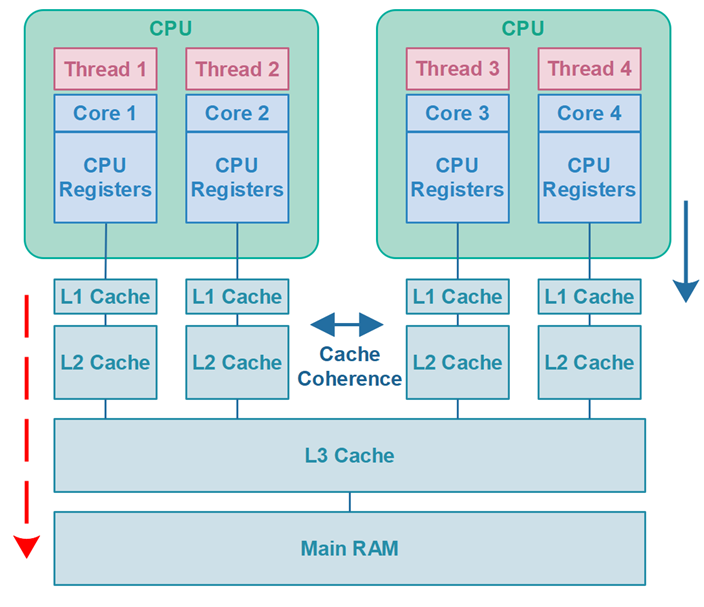 CPU
CPU
Thread 1
Thread 2
Thread 3
Thread 4
Core 1
Core 2
Core 3
Core 4
CPU
Registers
CPU
Registers
CPU
Registers
CPU
Registers
L1 Cache
L1 Cache
L1 Cache
L1 Cache
L2 Cache
L2 Cache
Cache
Coherence
L2 Cache
L2 Cache
L3 Cache
Main RAM